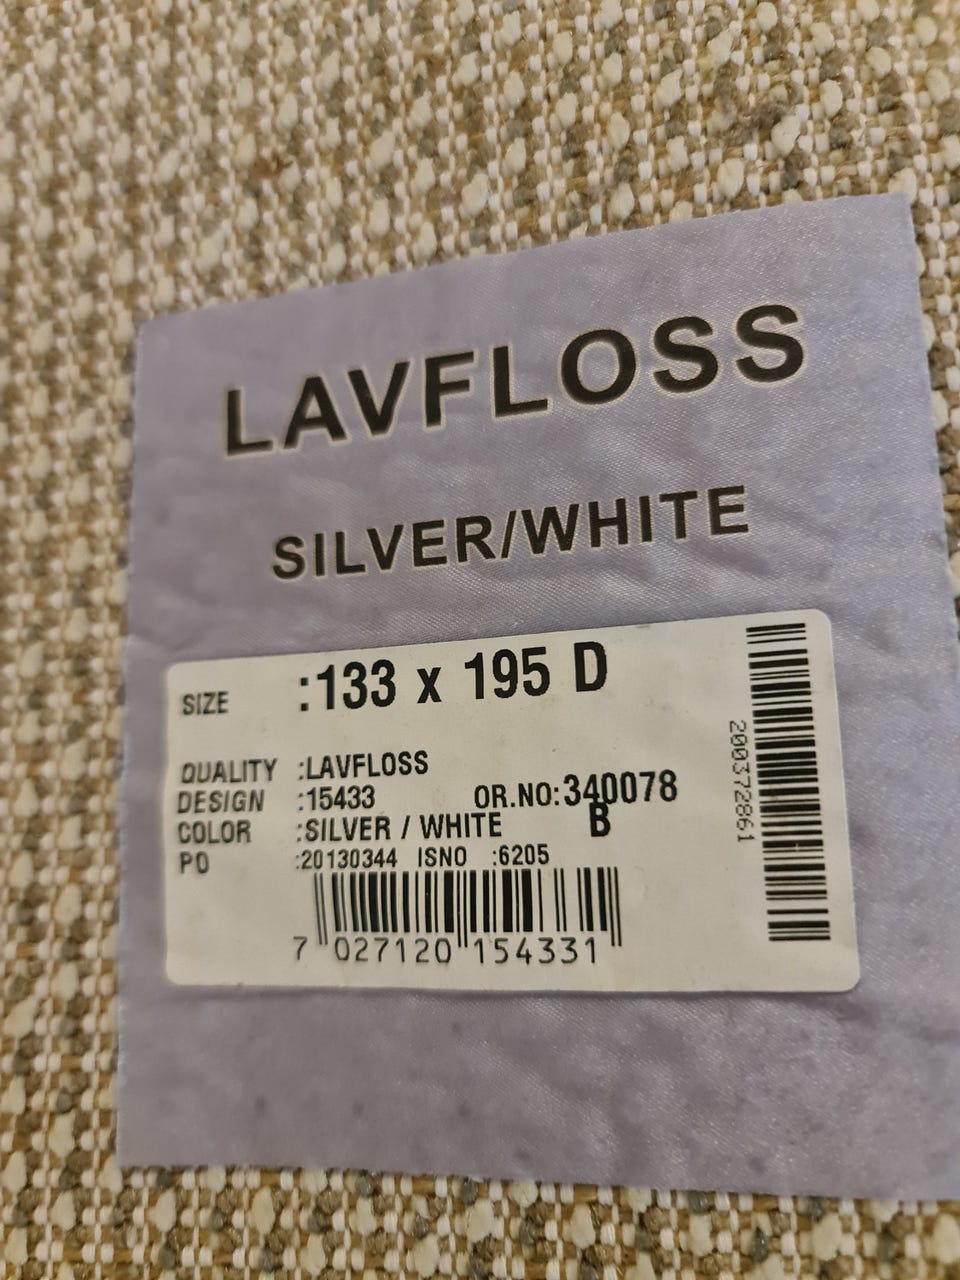 LAVFLOSS
SILVER/WHITE
SIZE :133 x 195 D
QUALITY :LAVFLOSS
DESIGN :15433 OR.NO:340078
COLOR :SILVER / WHITE B
PO :20130344 ISNO :6205
7 027120 154331
200372861